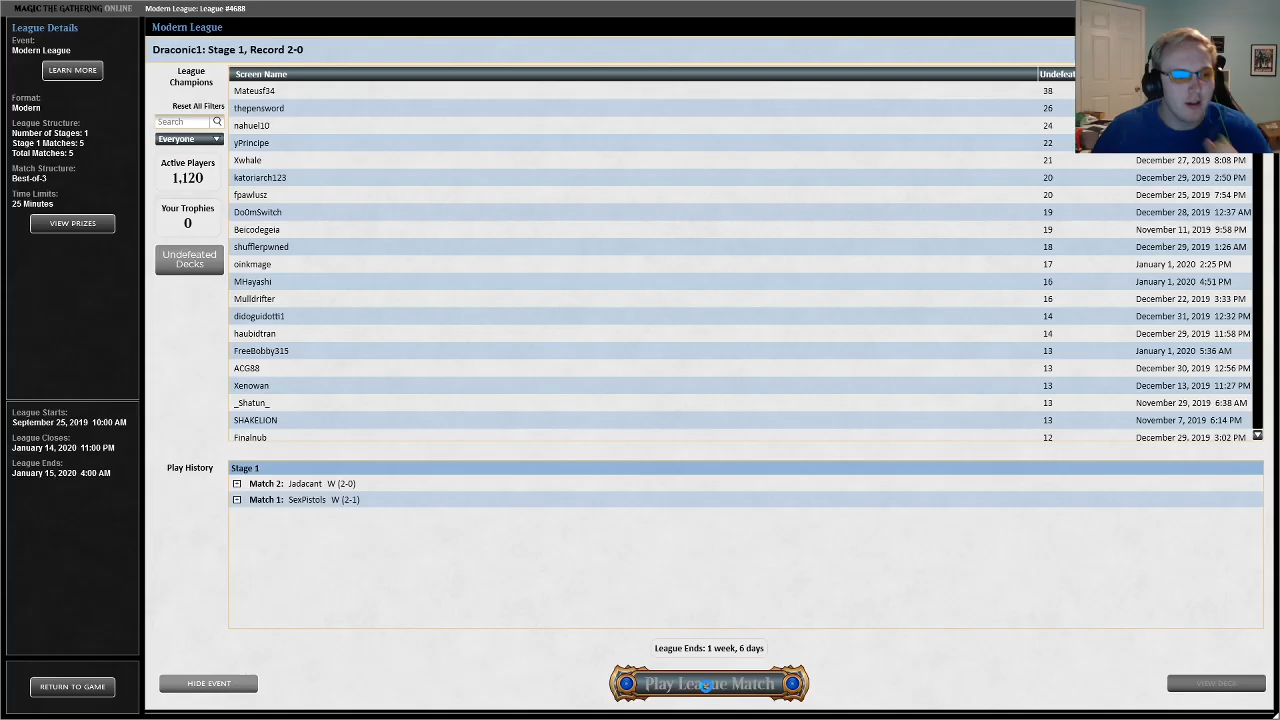 MAGIC THE GATHERING ONLINE
Modern League: League #4688
League Details
Event:
Modern League
LEARN MORE
Format:
Modern
League Structure:
Number of Stages: 1
Stage 1 Matches: 5
Total Matches: 5
Match Structure:
Best-of-3
Time Limits:
25 Minutes
VIEW PRIZES
League Starts:
September 25, 2019 10:00 AM
League Closes:
January 14, 2020 11:00 PM
League Ends:
January 15, 2020 4:00 AM
RETURN TO GAME
Modern League
Draconic1: Stage 1, Record 2-0
League
Champions
Reset All Filters
Search
Everyone
Active Players
1,120
Your Trophies
0
Undefeated
Decks
Screen Name
Mateusf34 38
thepensword 26
nahuel10 24
yPrincipe 22
Xwhale 21 December 27, 2019 8:08 PM
katoriarch123 20 December 29, 2019 2:50 PM
fpawlusz 20 December 25, 2019 7:54 PM
Do0mSwitch 19 December 28, 2019 12:37 AM
Beicodegeia 19 November 11, 2019 9:58 PM
shufflerpwned 18 December 29, 2019 1:26 AM
oinkmage 17 January 1, 2020 2:25 PM
MHayashi 16 January 1, 2020 4:51 PM
Mulldrifter 16 December 22, 2019 3:33 PM
didoguidotti1 14 December 31, 2019 12:32 PM
haubidtran 14 December 29, 2019 11:58 PM
FreeBobby315 13 January 1, 2020 5:36 AM
ACG88 13 December 30, 2019 12:56 PM
Xenowan 13 December 13, 2019 11:27 PM
_Shatun_ 13 November 29, 2019 6:38 AM
SHAKELION 13 November 7, 2019 6:14 PM
Finalnub 12 December 29, 2019 3:02 PM
Play History
Stage 1
Match 2: Jadacant W (2-0)
Match 1: SexPistols W (2-1)
League Ends: 1 week, 6 days
HIDE EVENT
Play League Match
VIEW DECK